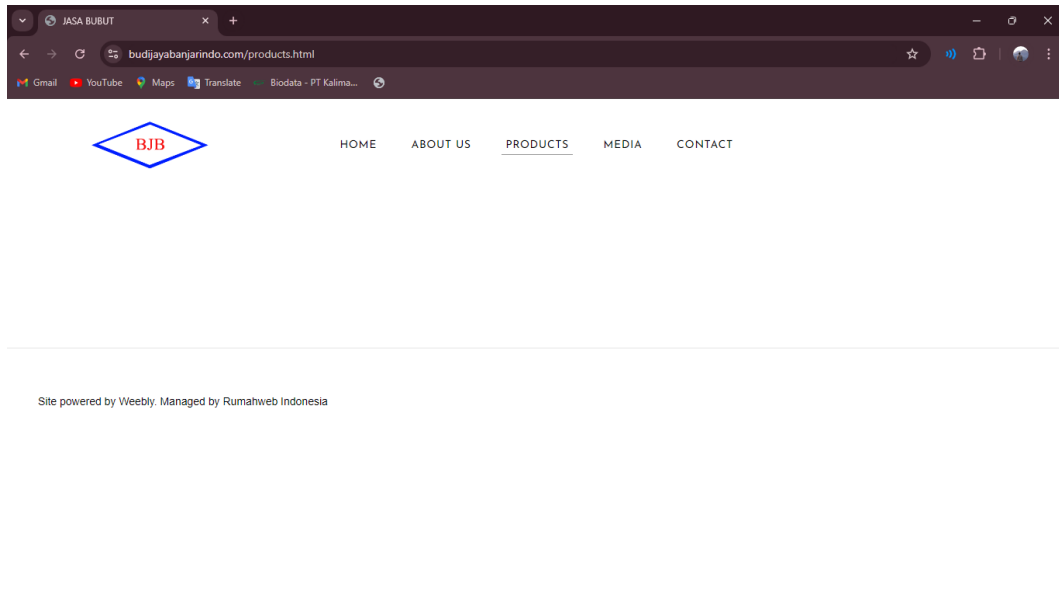 JASA BUBUT
budijayabanjarindo.com/products.html
Gmail YouTube Maps Translate Biodata - PT Kalima...
BJB HOME ABOUT US PRODUCTS MEDIA CONTACT
Site powered by Weebly. Managed by Rumahweb Indonesia